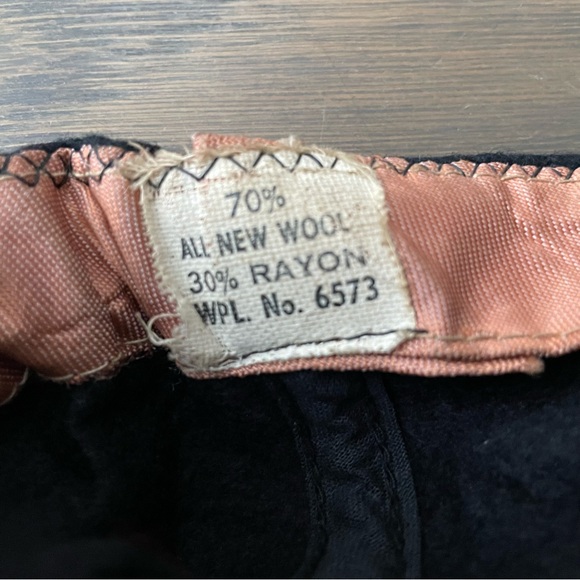 70%
ALL NEW WOOL
30% RAYON
WPL. No. 6573